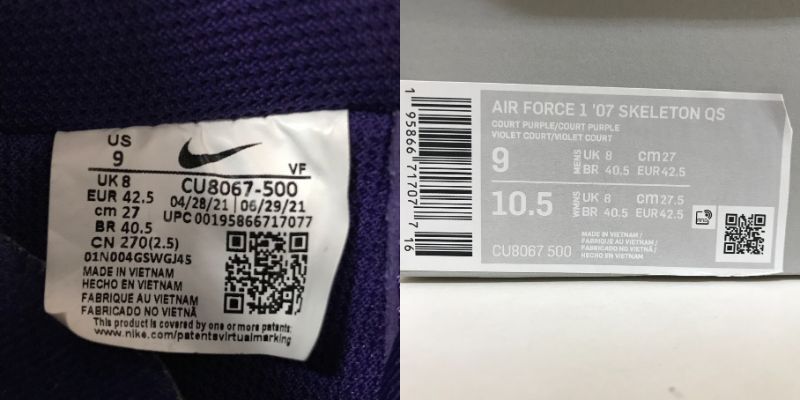 US
9
VF
UK 8
EUR 42.5
cm 27
BR 40.5
CN 270(2.5)
CU8067-500
04/28/21 06/29/21
UPC 00195866717077
01N004GSWGJ45
MADE IN VIETNAM
HECHO EN VIETNAM
FABRIQUE AU VIETNAM
FABRICADO NO VIETNÃ
This product is covered by one or more patents:
www.nike.com/patentsvirtualmarking
1 95866 71707 7 16
AIR FORCE 1 '07 SKELETON QS
COURT PURPLE/COURT PURPLE
VIOLET COURT/VIOLET COURT
9 MENS UK 8 cm 27
BR 40.5 EUR 42.5
10.5 WMNS UK 8 cm 27.5
BR 40.5 EUR 42.5
CU8067 500
MADE IN VIETNAM /
FABRIQUÉ AU VIETNAM /
HECHO EN VIETNAM /
FABRICADO NO VIETNÃ